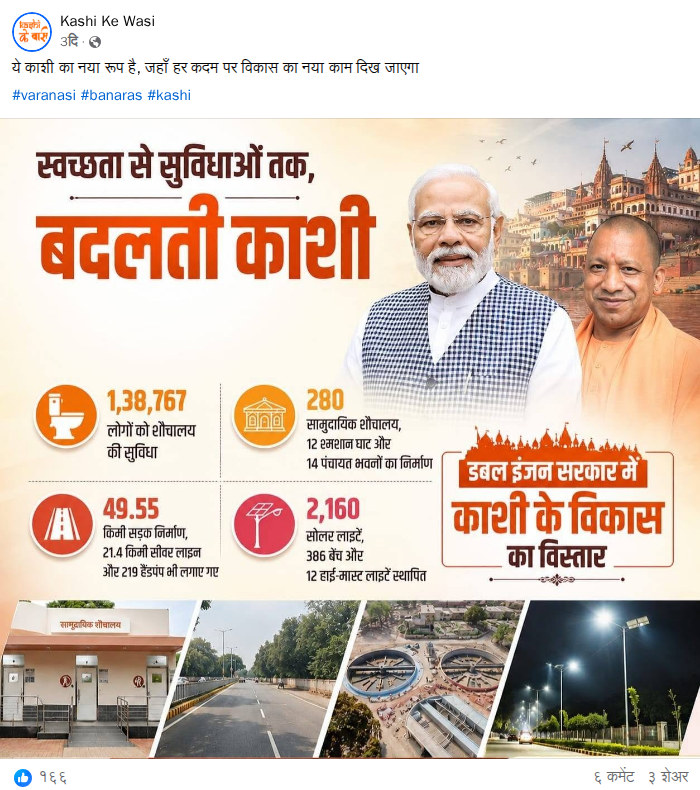 Kashi Ke Wasi
3दि
ये काशी का नया रूप है, जहाँ हर कदम पर विकास का नया काम दिख जाएगा
#varanasi #banaras #kashi
kashi
के वासी
स्वच्छता से सुविधाओं तक,
बदलती काशी
1,38,767
लोगों को शौचालय
की सुविधा
280
सामुदायिक शौचालय,
12 श्मशान घाट और
14 पंचायत भवनों का निर्माण
49.55
किमी सड़क निर्माण,
21.4 किमी सीवर लाइन
और 219 हैंडपंप भी लगाए गए
2,160
सोलर लाइटें,
386 बेंच और
12 हाई-मास्ट लाइटें स्थापित
डबल इंजन सरकार में
काशी के विकास
का विस्तार
सामुदायिक शौचालय
१६६
६ कमेंट ३ शेअर